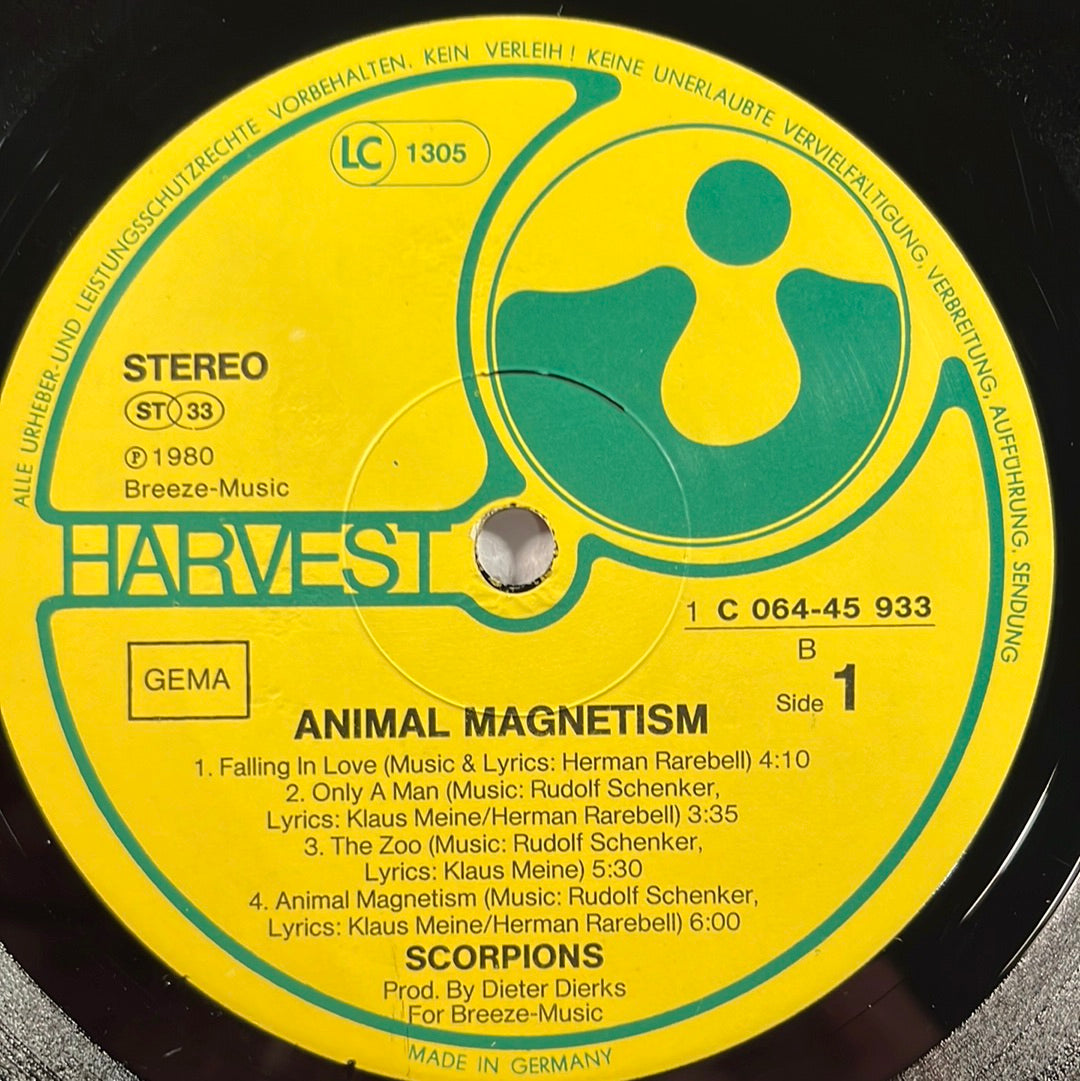 ALLE URHEBER-UND LEISTUNGSSCHUTZRECHTE VORBEHALTEN. KEIN VERLEIH! KEINE UNERLAUBTE VERVIELFÄLTIGUNG, VERBREITUNG, AUFFÜHRUNG, SENDUNG
LC 1305
STEREO
ST 33
℗ 1980
Breeze-Music
HARVEST
1 C 064-45 933
B
Side 1
GEMA
ANIMAL MAGNETISM
1. Falling In Love (Music & Lyrics: Herman Rarebell) 4:10
2. Only A Man (Music: Rudolf Schenker,
Lyrics: Klaus Meine/Herman Rarebell) 3:35
3. The Zoo (Music: Rudolf Schenker,
Lyrics: Klaus Meine) 5:30
4. Animal Magnetism (Music: Rudolf Schenker,
Lyrics: Klaus Meine/Herman Rarebell) 6:00
SCORPIONS
Prod. By Dieter Dierks
For Breeze-Music
MADE IN GERMANY